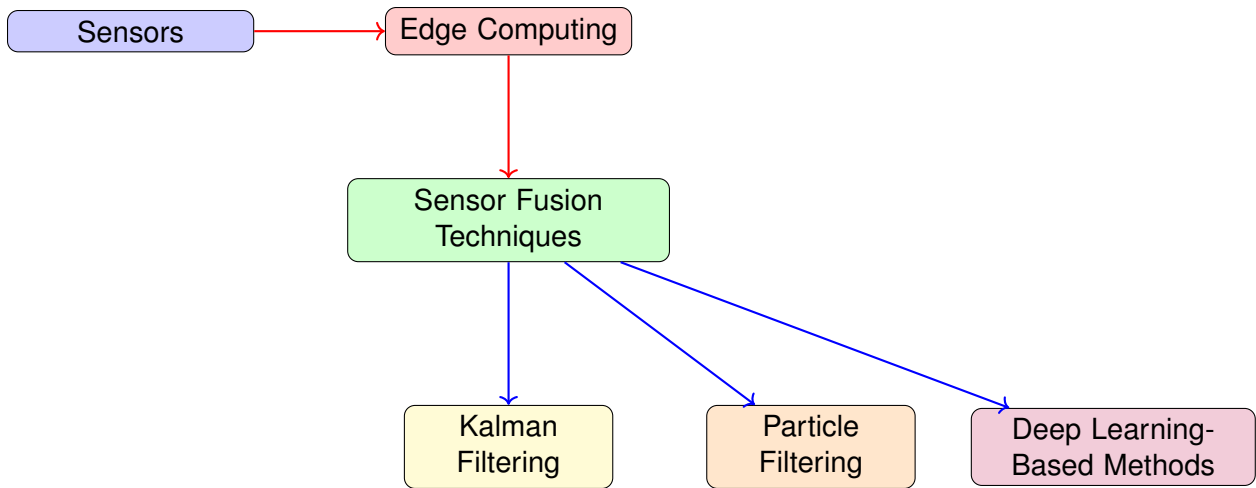 Sensors
Edge Computing
Sensor Fusion
Techniques
Kalman
Filtering
Particle
Filtering
Deep Learning-
Based Methods